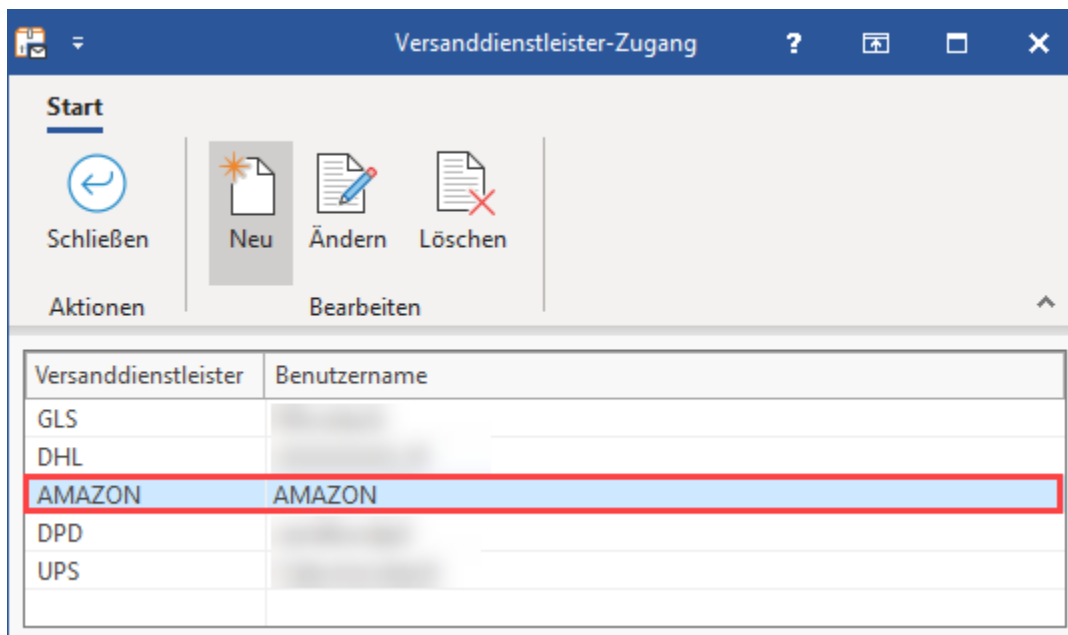 Versanddienstleister-Zugang
Start
Schließen
Neu Ändern Löschen
Aktionen
Bearbeiten
Versanddienstleister Benutzername
GLS
DHL
AMAZON AMAZON
DPD
UPS